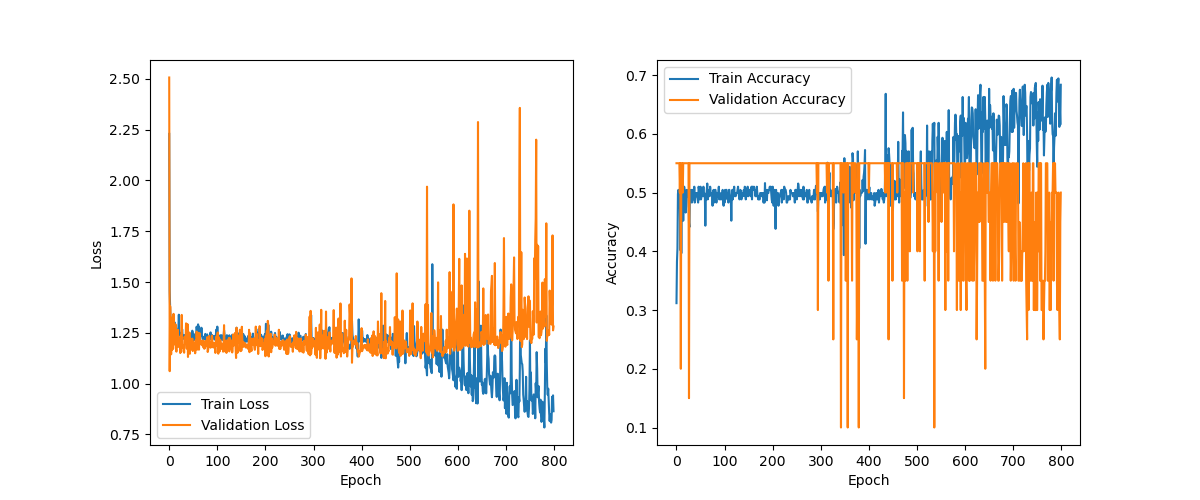 2.50
2.25
2.00
1.75
1.50
1.25
1.00
0.75
Loss
Train Loss
Validation Loss
0 100 200 300 400 500 600 700 800
Epoch
0.7
0.6
0.5
0.4
0.3
0.2
0.1
Accuracy
Train Accuracy
Validation Accuracy
0 100 200 300 400 500 600 700 800
Epoch